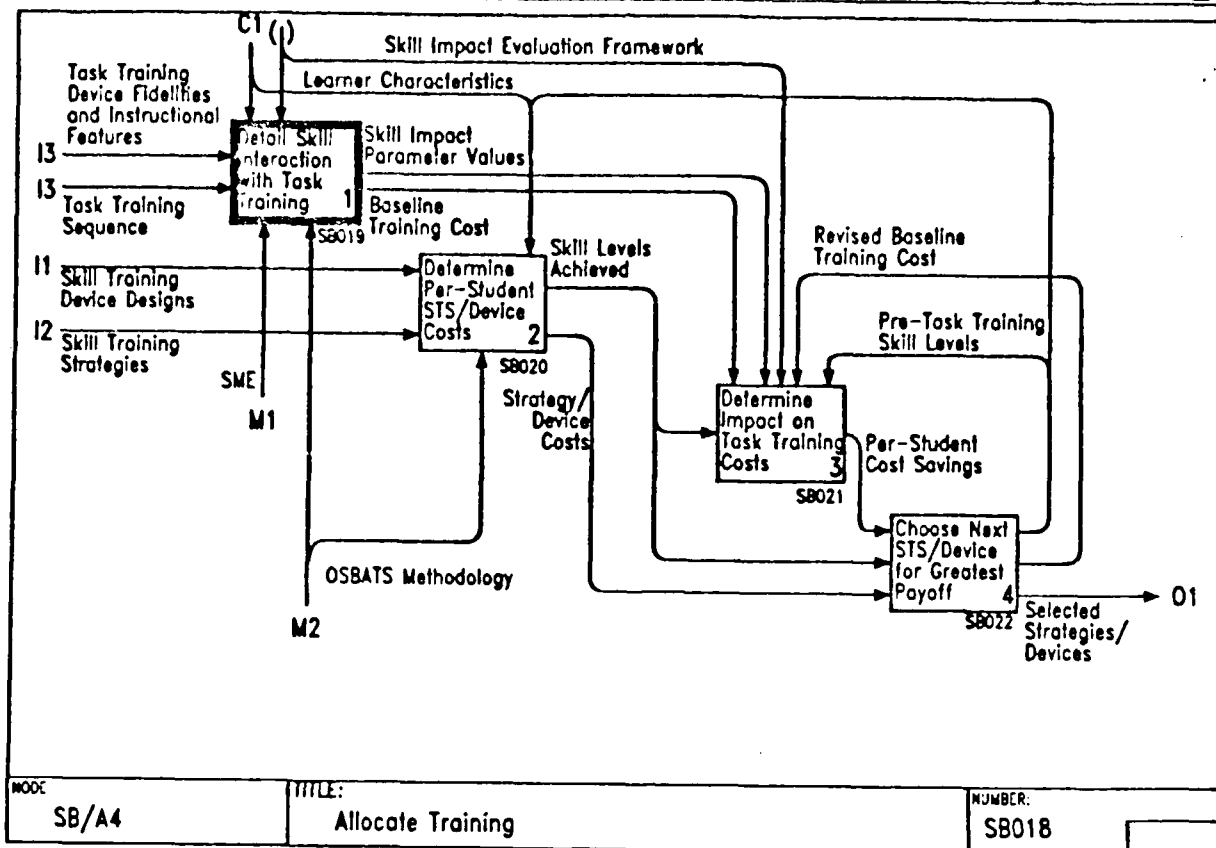 C1 ()
Skill Impact Evaluation Framework
Learner Characteristics
Task Training
Device Fidelities
and Instructional
Features
I3
I3
Task Training
Sequence
Detail Skill
Interaction
with Task
Training 1
SB019
Skill Impact
Parameter Values
Baseline
Training Cost
I1
Skill Training
Device Designs
I2
Skill Training
Strategies
Determine
Per-Student
STS/Device
Costs 2
SB020
Skill Levels
Achieved
Strategy/
Device
Costs
SME
M1
M2
OSBATS Methodology
Revised Baseline
Training Cost
Pre-Task Training
Skill Levels
Determine
Impact on
Task Training
Costs 3
SB021
Per-Student
Cost Savings
Choose Next
STS/Device
for Greatest
Payoff 4
SB022
O1
Selected
Strategies/
Devices
NODE
SB/A4
TITLE:
Allocate Training
NUMBER:
SB018